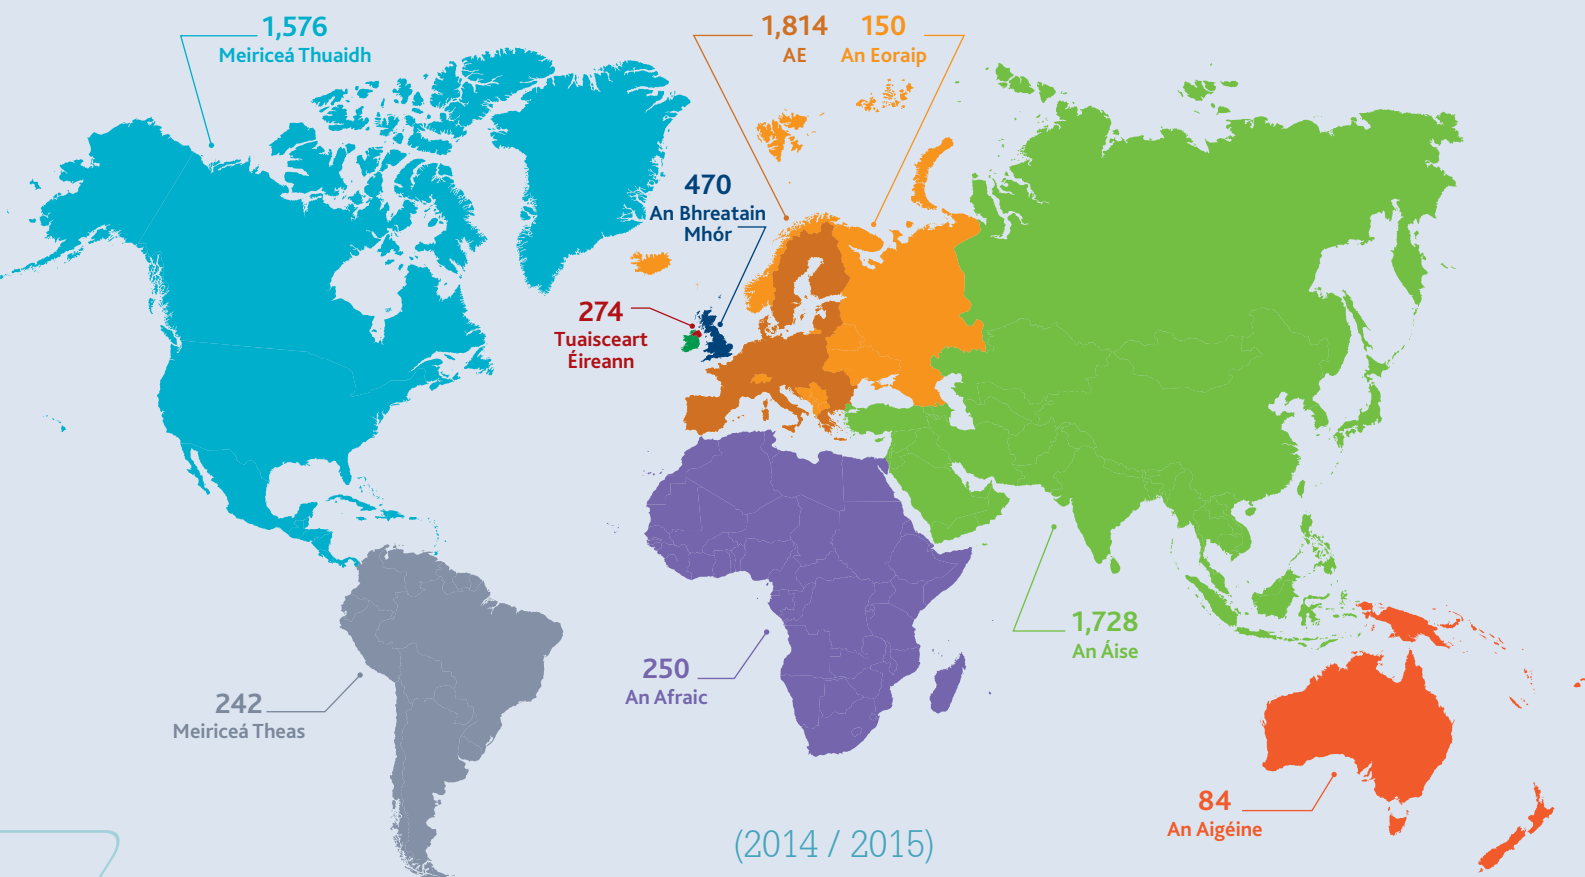 1,576
Meiriceá Thuaidh
1,814
AE
150
An Eoraip
470
An Bhreatain
Mhór
274
Tuaisceart
Éireann
1,728
An Áise
250
An Afraic
242
Meiriceá Theas
84
An Aigéine
(2014 / 2015)